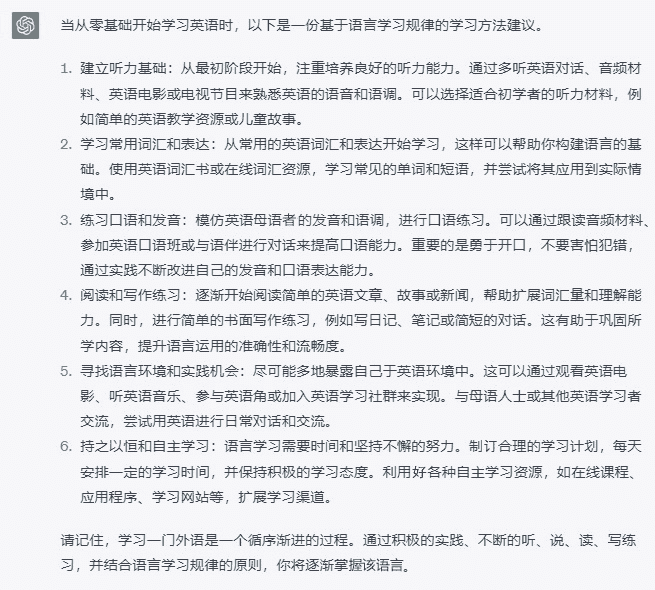 当从零基础开始学习英语时，以下是一份基于语言学习规律的学习方法建议。
1. 建立听力基础：从最初阶段开始，注重培养良好的听力能力。通过多听英语对话、音频材
料、英语电影或电视节目来熟悉英语的语音和语调。可以选择适合初学者的听力材料，例
如简单的英语教学资源或儿童故事。
2. 学习常用词汇和表达：从常用的英语词汇和表达开始学习，这样可以帮助你构建语言的基
础。使用英语词汇书或在线词汇资源，学习常见的单词和短语，并尝试将其应用到实际情
境中。
3. 练习口语和发音：模仿英语母语者的发音和语调，进行口语练习。可以通过跟读音频材料、
参加英语口语班或与语伴进行对话来提高口语能力。重要的是勇于开口，不要害怕犯错，
通过实践不断改进自己的发音和口语表达能力。
4. 阅读和写作练习：逐渐开始阅读简单的英语文章、故事或新闻，帮助扩展词汇量和理解能
力。同时，进行简单的书面写作练习，例如写日记、笔记或简短的对话。这有助于巩固所
学内容，提升语言运用的准确性和流畅度。
5. 寻找语言环境和实践机会：尽可能多地暴露自己于英语环境中。这可以通过观看英语电
影、听英语音乐、参与英语角或加入英语学习社群来实现。与母语人士或其他英语学习者
交流，尝试用英语进行日常对话和交流。
6. 持之以恒和自主学习：语言学习需要时间和坚持不懈的努力。制订合理的学习计划，每天
安排一定的学习时间，并保持积极的学习态度。利用好各种自主学习资源，如在线课程、
应用程序、学习网站等，扩展学习渠道。
请记住，学习一门外语是一个循序渐进的过程。通过积极的实践、不断的听、说、读、写练
习，并结合语言学习规律的原则，你将逐渐掌握该语言。